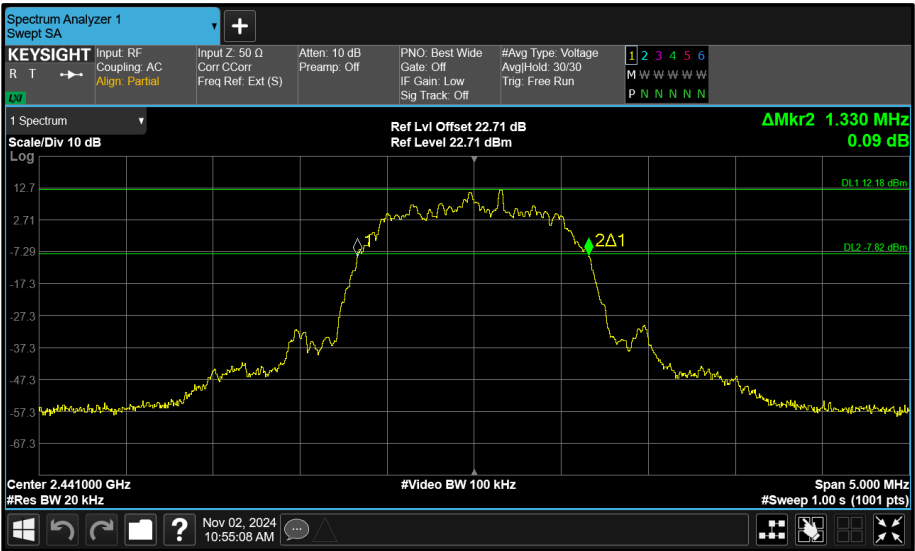 Spectrum Analyzer 1
Swept SA
+
KEYSIGHT
R T
LXI
Input: RF
Coupling: AC
Align: Partial
Input Z: 50 Ω
Corr CCorr
Freq Ref: Ext (S)
Atten: 10 dB
Preamp: Off
PNO: Best Wide
Gate: Off
IF Gain: Low
Sig Track: Off
#Avg Type: Voltage
Avg|Hold: 30/30
Trig: Free Run
1 2 3 4 5 6
M W W W W W
P N N N N N
1 Spectrum
Scale/Div 10 dB
Log
Ref Lvl Offset 22.71 dB
Ref Level 22.71 dBm
ΔMkr2 1.330 MHz
0.09 dB
12.7
DL1 12.18 dBm
2.71
1
2Δ1
-7.29
DL2 -7.82 dBm
-17.3
-27.3
-37.3
-47.3
-57.3
-67.3
Center 2.441000 GHz
#Video BW 100 kHz
Span 5.000 MHz
#Res BW 20 kHz
#Sweep 1.00 s (1001 pts)
?
Nov 02, 2024
10:55:08 AM